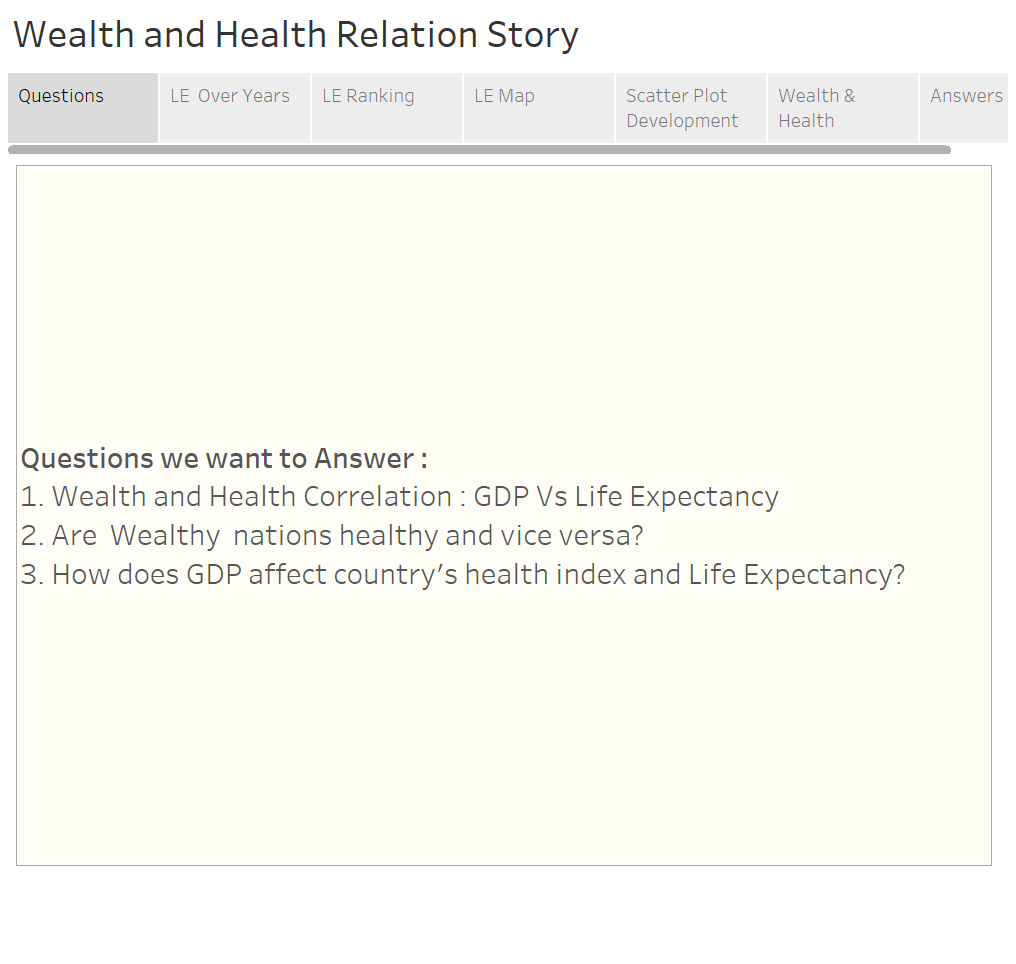 Wealth and Health Relation Story
Questions
LE  Over Years
LE Ranking
LE Map
Scatter Plot
Development
Wealth &
Health
Answers
Questions we want to Answer :
1. Wealth and Health Correlation : GDP Vs Life Expectancy
2. Are  Wealthy  nations healthy and vice versa?
3. How does GDP affect country’s health index and Life Expectancy?